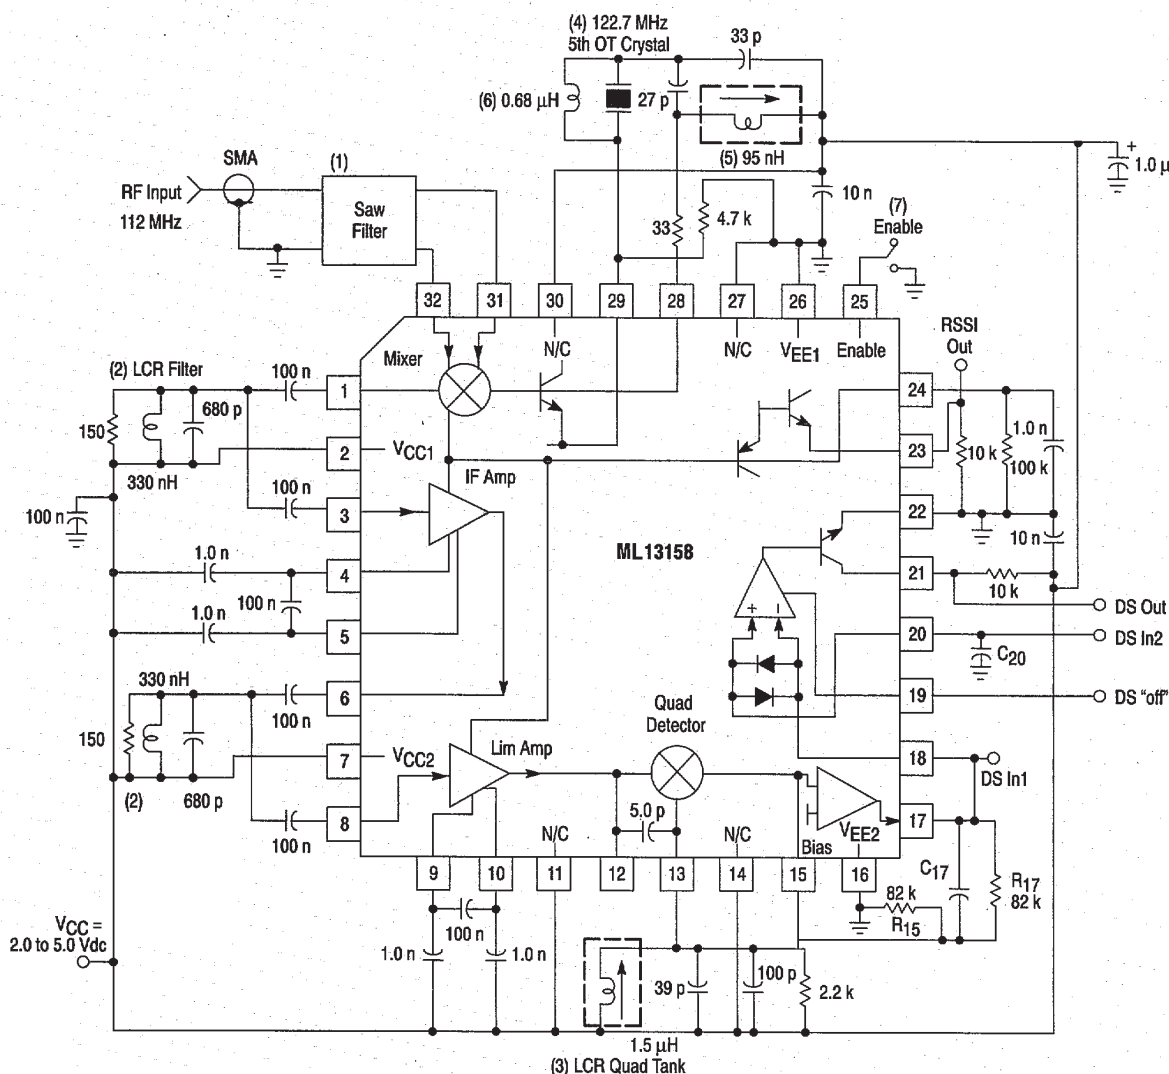 (4) 122.7 MHz
5th OT Crystal
33 p
(6) 0.68 μH
27 p
(5) 95 nH
+
1.0 μ
SMA
(1)
RF Input
112 MHz
Saw
Filter
10 n
4.7 k
33
(7)
Enable
32
31
30
29
28
27
26
25
RSSI
Out
Mixer
N/C
N/C
VEE1
Enable
(2) LCR Filter
100 n
1
24
680 p
150
2
VCC1
23
10 k
100 k
1.0 n
330 nH
IF Amp
100 n
3
22
100 n
10 n
ML13158
1.0 n
4
21
10 k
100 n
DS Out
1.0 n
5
+
–
20
DS In2
C20
330 nH
6
19
DS "off"
100 n
Quad
Detector
150
Lim Amp
7
VCC2
18
DS In1
(2)
680 p
8
5.0 p
17
100 n
N/C
N/C
Bias
VEE2
9
10
11
12
13
14
15
16
C17
R17
82 k
82 k
R15
VCC =
2.0 to 5.0 Vdc
100 n
1.0 n
1.0 n
39 p
100 p
2.2 k
1.5 μH
(3) LCR Quad Tank